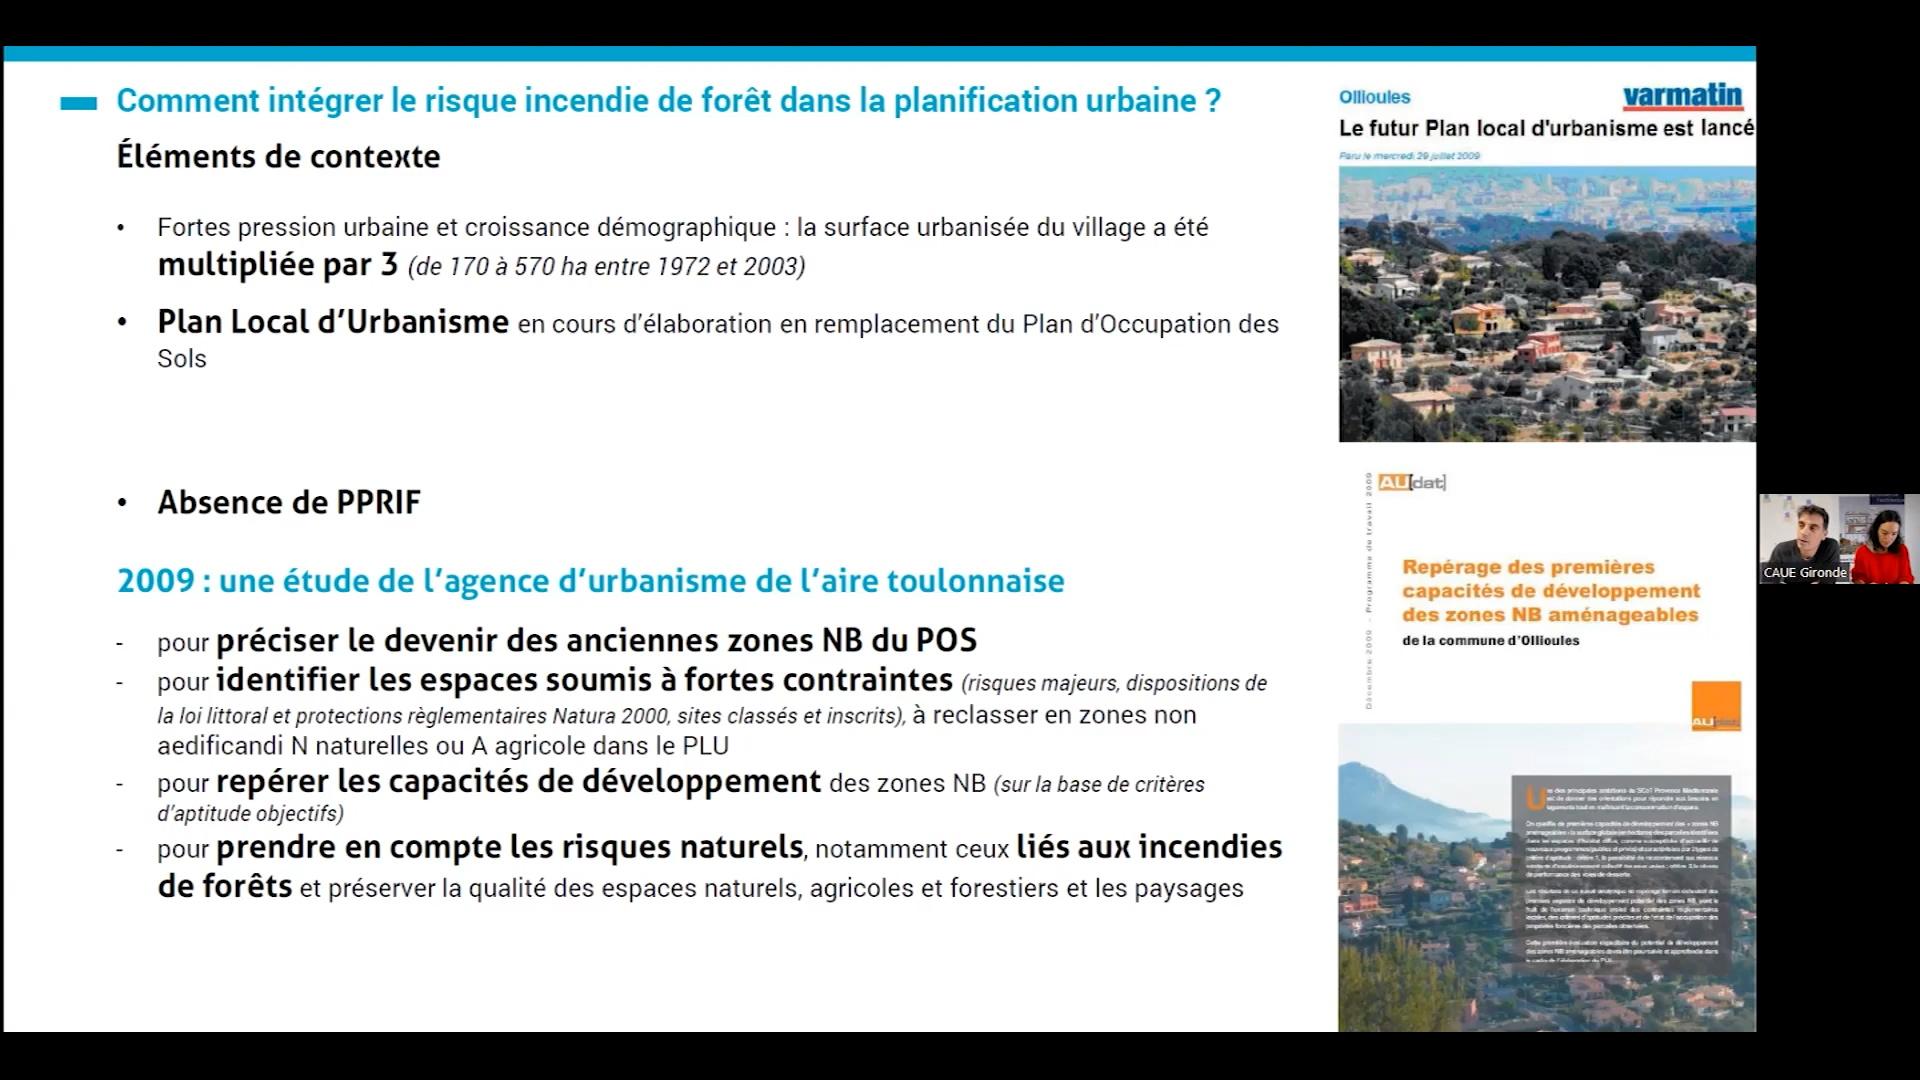 Comment intégrer le risque incendie de forêt dans la planification urbaine ?
Éléments de contexte
• Fortes pression urbaine et croissance démographique : la surface urbanisée du village a été
multipliée par 3 (de 170 à 570 ha entre 1972 et 2003)
• Plan Local d’Urbanisme en cours d’élaboration en remplacement du Plan d’Occupation des
Sols
• Absence de PPRIF
2009 : une étude de l’agence d’urbanisme de l’aire toulonnaise
- pour préciser le devenir des anciennes zones NB du POS
- pour identifier les espaces soumis à fortes contraintes (risques majeurs, dispositions de
la loi littoral et protections règlementaires Natura 2000, sites classés et inscrits), à reclasser en zones non
aedificandi N naturelles ou A agricole dans le PLU
- pour repérer les capacités de développement des zones NB (sur la base de critères
d’aptitude objectifs)
- pour prendre en compte les risques naturels, notamment ceux liés aux incendies
de forêts et préserver la qualité des espaces naturels, agricoles et forestiers et les paysages
Ollioules
varmatin
Le futur Plan local d'urbanisme est lancé
Paru le mercredi 29 juillet 2009
AU[dat]
Décembre 2009 - Programme de travail 2009
Repérage des premières
capacités de développement
des zones NB aménageables
de la commune d’Ollioules
AU[dat]
CAUE Gironde